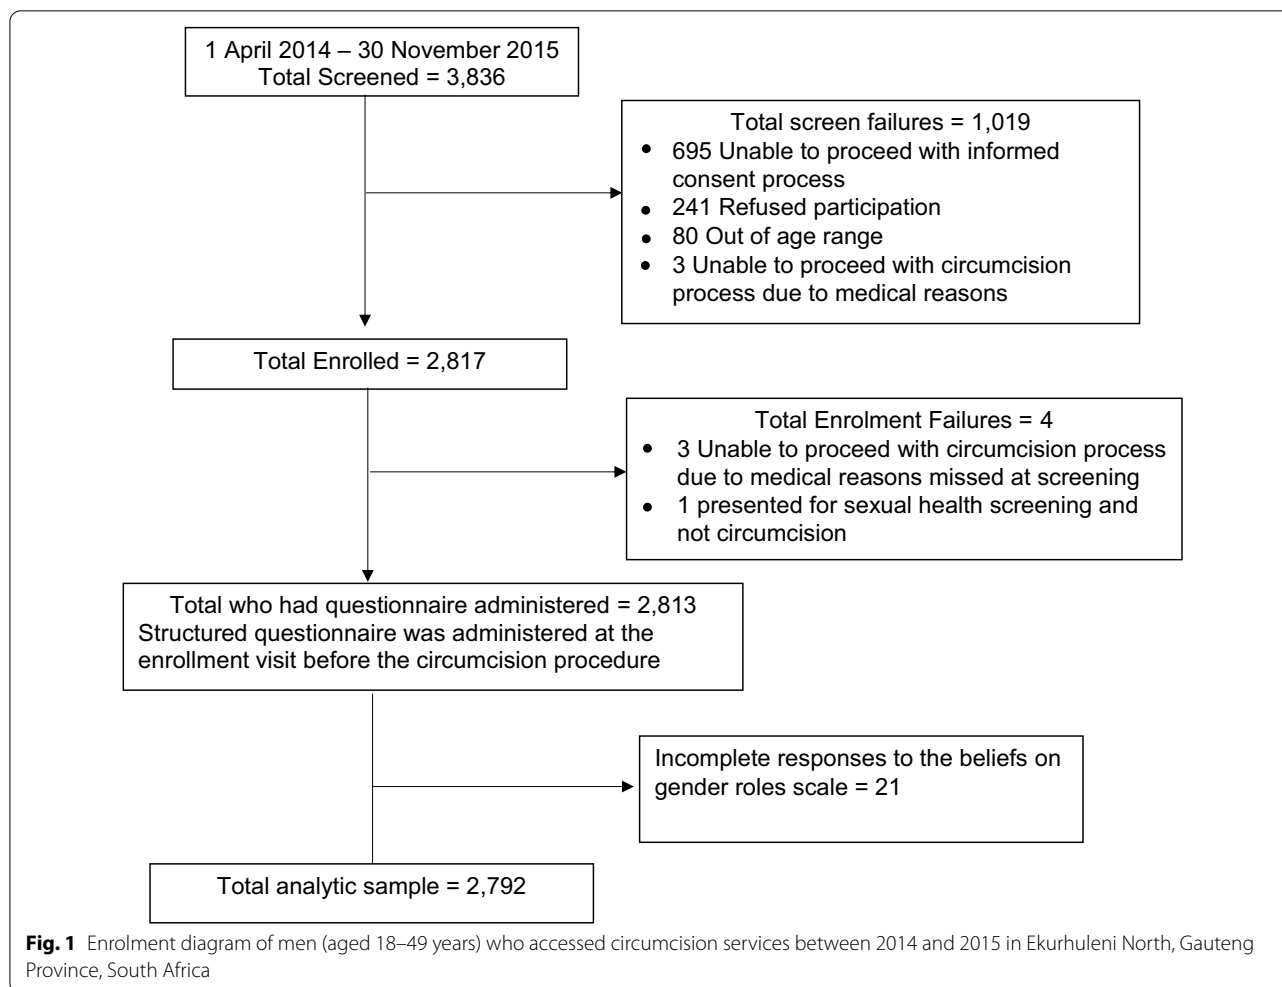 1 April 2014 – 30 November 2015
Total Screened = 3,836
Total screen failures = 1,019
• 695 Unable to proceed with informed
consent process
• 241 Refused participation
• 80 Out of age range
• 3 Unable to proceed with circumcision
process due to medical reasons
Total Enrolled = 2,817
Total Enrolment Failures = 4
• 3 Unable to proceed with circumcision process
due to medical reasons missed at screening
• 1 presented for sexual health screening and
not circumcision
Total who had questionnaire administered = 2,813
Structured questionnaire was administered at the
enrollment visit before the circumcision procedure
Incomplete responses to the beliefs on
gender roles scale = 21
Total analytic sample = 2,792
Fig. 1 Enrolment diagram of men (aged 18–49 years) who accessed circumcision services between 2014 and 2015 in Ekurhuleni North, Gauteng
Province, South Africa